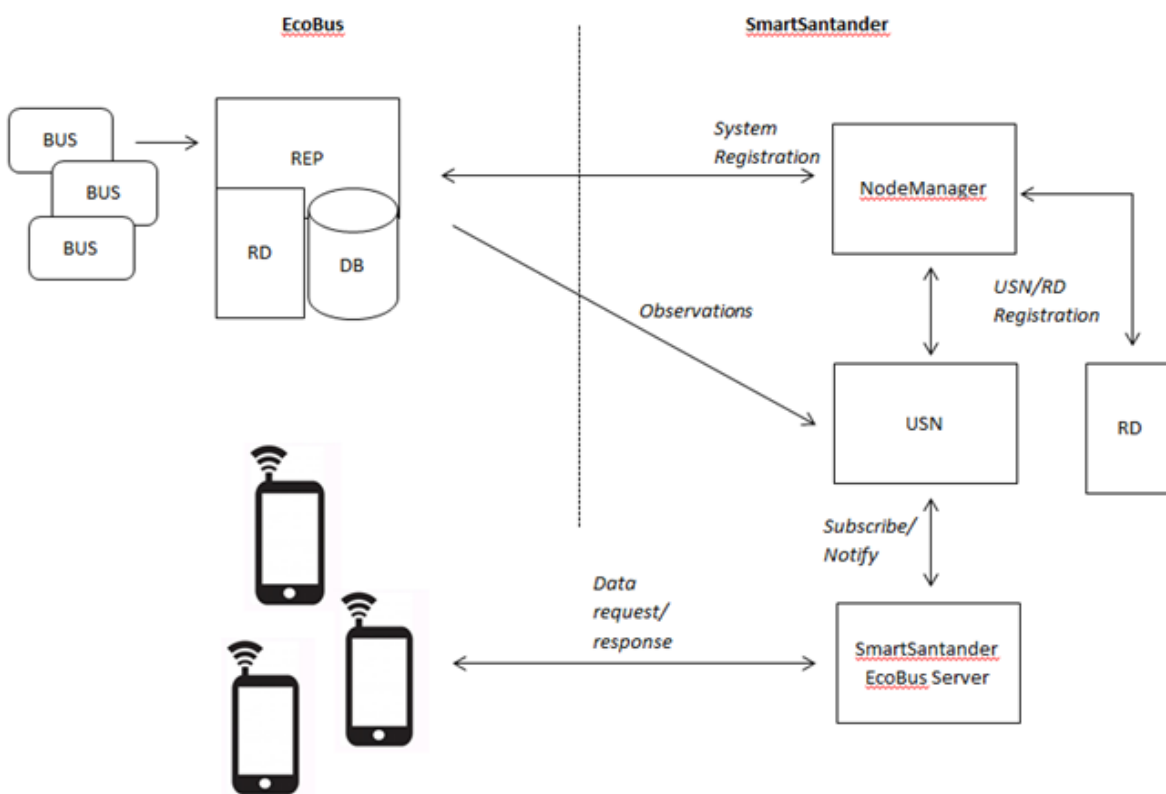 EcoBus
SmartSantander
BUS
BUS
BUS
REP
RD
DB
System
Registration
NodeManager
Observations
USN/RD
Registration
USN
RD
Subscribe/
Notify
Data
request/
response
SmartSantander
EcoBus Server